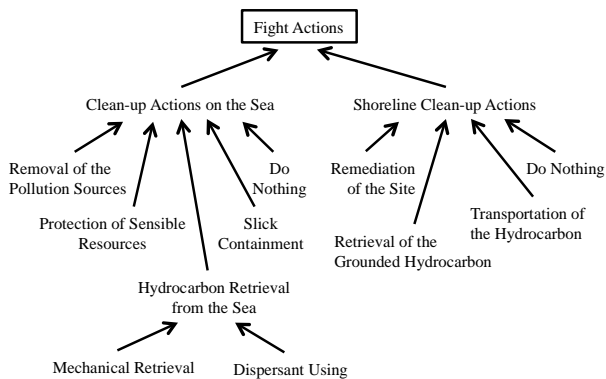 Fight Actions
Clean-up Actions on the Sea
Shoreline Clean-up Actions
Removal of the
Pollution Sources
Do
Nothing
Remediation
of the Site
Do Nothing
Protection of Sensible
Resources
Slick
Containment
Retrieval of the
Grounded Hydrocarbon
Transportation of
the Hydrocarbon
Hydrocarbon Retrieval
from the Sea
Mechanical Retrieval
Dispersant Using